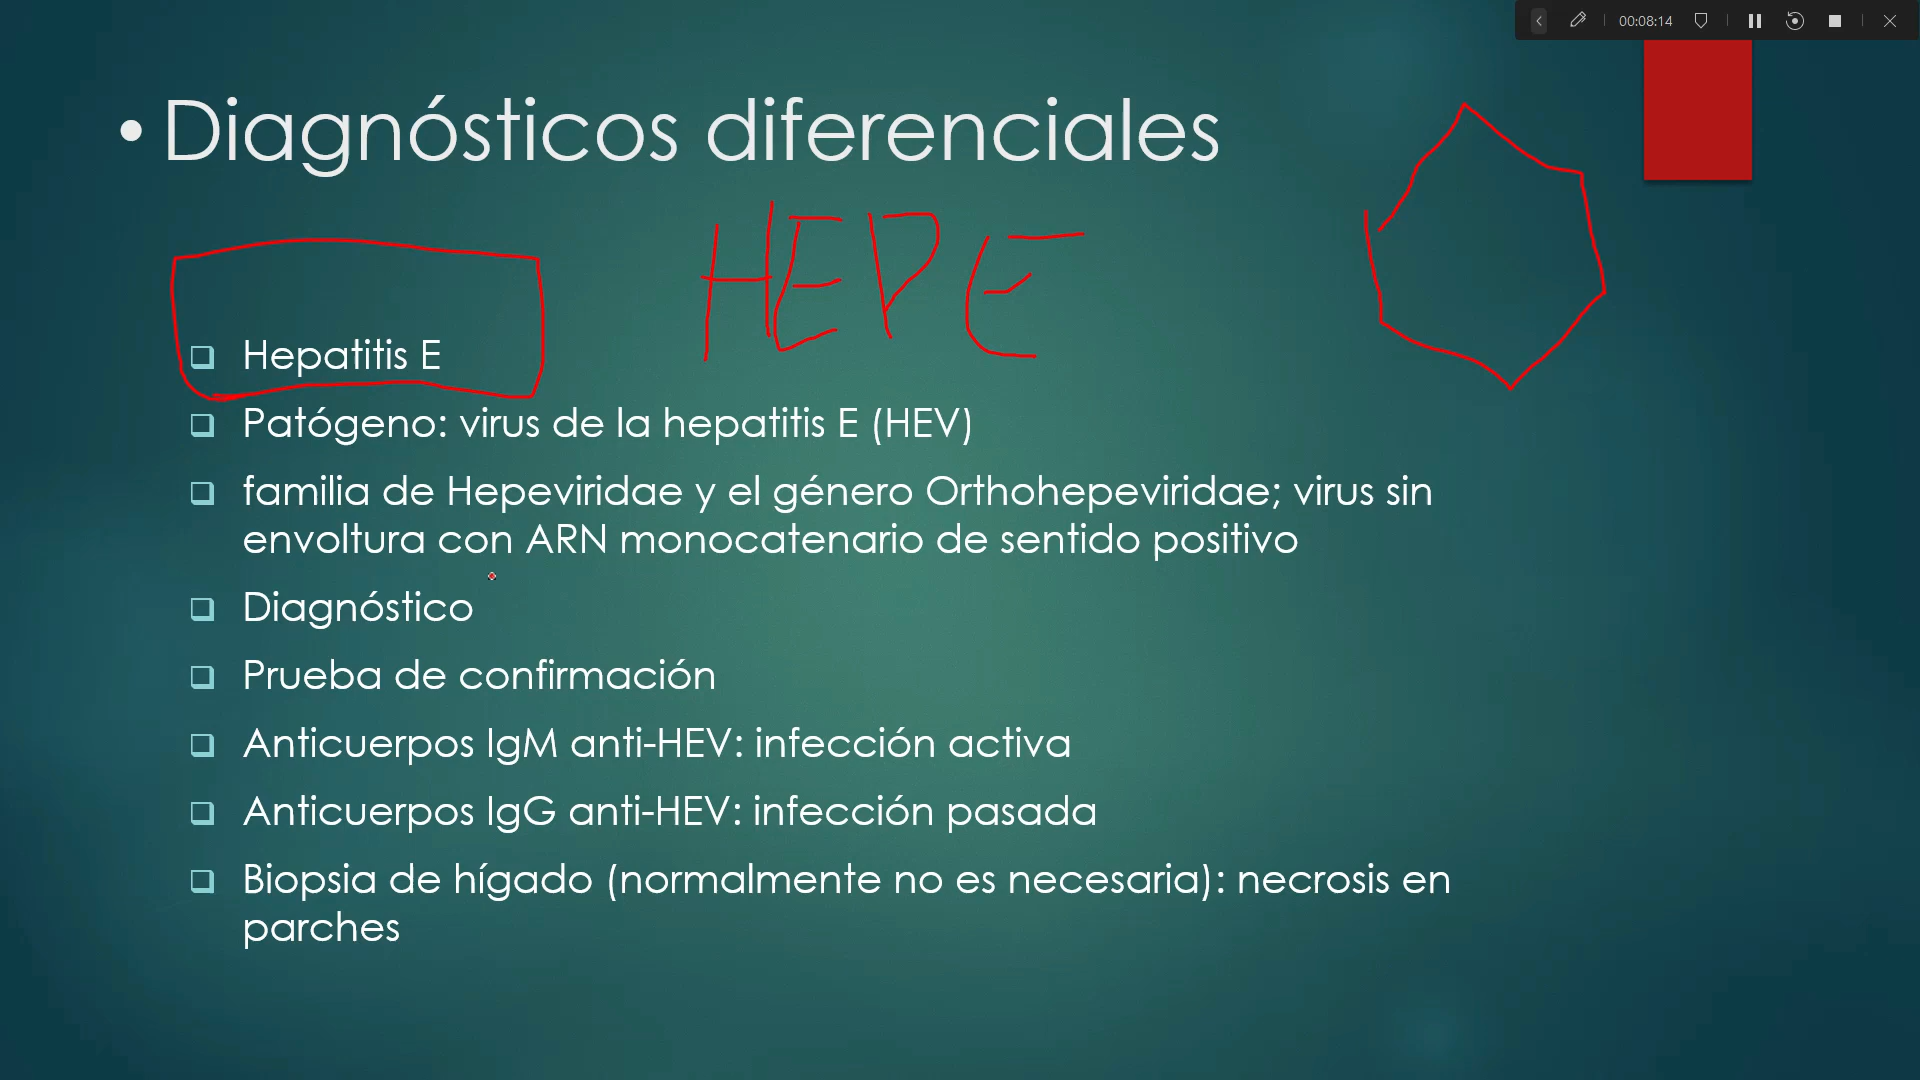 00:08:14
• Diagnósticos diferenciales
HEPE
Hepatitis E
Patógeno: virus de la hepatitis E (HEV)
familia de Hepeviridae y el género Orthohepeviridae; virus sin
envoltura con ARN monocatenario de sentido positivo
Diagnóstico
Prueba de confirmación
Anticuerpos IgM anti-HEV: infección activa
Anticuerpos IgG anti-HEV: infección pasada
Biopsia de hígado (normalmente no es necesaria): necrosis en
parches